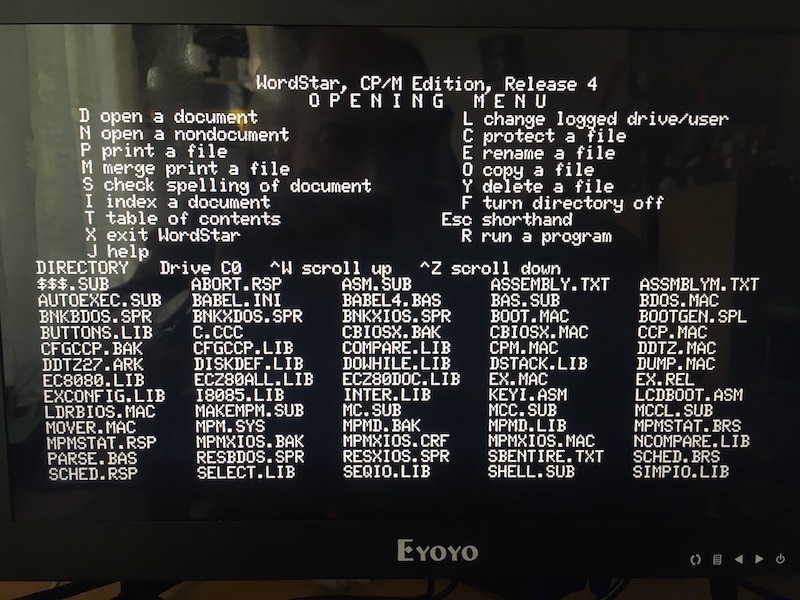 WordStar, CP/M Edition, Release 4
O P E N I N G   M E N U
D open a document L change logged drive/user
N open a nondocument C protect a file
P print a file E rename a file
M merge print a file O copy a file
S check spelling of document Y delete a file
I index a document F turn directory off
T table of contents Esc shorthand
X exit WordStar R run a program
J help
DIRECTORY Drive C0 ^W scroll up ^Z scroll down
$$$.SUB ABORT.RSP ASM.SUB ASSEMBLY.TXT ASSMBLYM.TXT
AUTOEXEC.SUB BABEL.INI BABEL4.BAS BAS.SUB BDOS.MAC
BNKBDOS.SPR BNKXDOS.SPR BNKXIOS.SPR BOOT.MAC BOOTGEN.SPL
BUTTONS.LIB C.CCC CBIOSX.BAK CBIOSX.MAC CCP.MAC
CFGCCP.BAK CFGCCP.LIB COMPARE.LIB CPM.MAC DDTZ.MAC
DDTZ27.ARK DISKDEF.LIB DOWHILE.LIB DSTACK.LIB DUMP.MAC
EC8080.LIB ECZ80ALL.LIB ECZ80DOC.LIB EX.MAC EX.REL
EXCONFIG.LIB I8085.LIB INTER.LIB KEYI.ASM LCDBOOT.ASM
LDRBIOS.MAC MAKEMPM.SUB MC.SUB MCC.SUB MCCL.SUB
MOVER.MAC MPM.SYS MPMD.BAK MPMD.LIB MPMSTAT.BRS
MPMSTAT.RSP MPMXIOS.BAK MPMXIOS.CRF MPMXIOS.MAC NCOMPARE.LIB
PARSE.BAS RESBDOS.SPR RESXIOS.SPR SBENTIRE.TXT SCHED.BRS
SCHED.RSP SELECT.LIB SEQIO.LIB SHELL.SUB SIMPIO.LIB
EYOYO